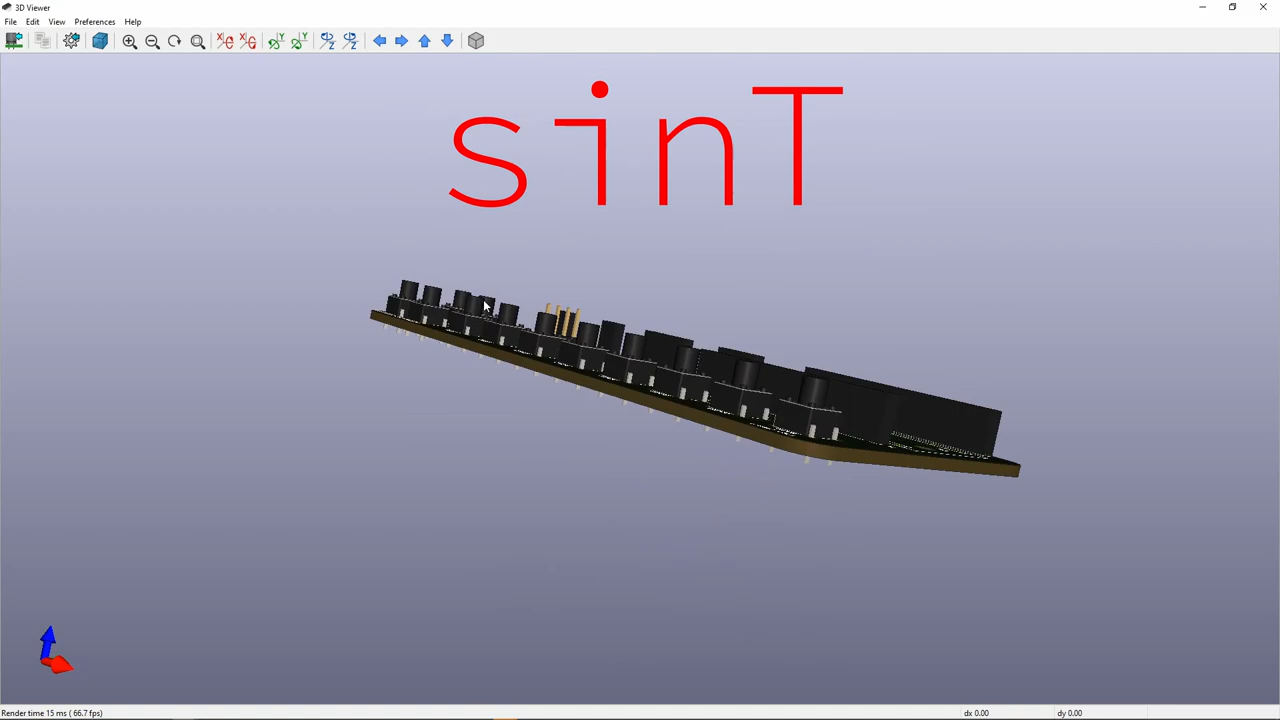 3D Viewer
File Edit View Preferences Help
sinT
Render time 15 ms ( 66.7 fps) dx 0.00 dy 0.00